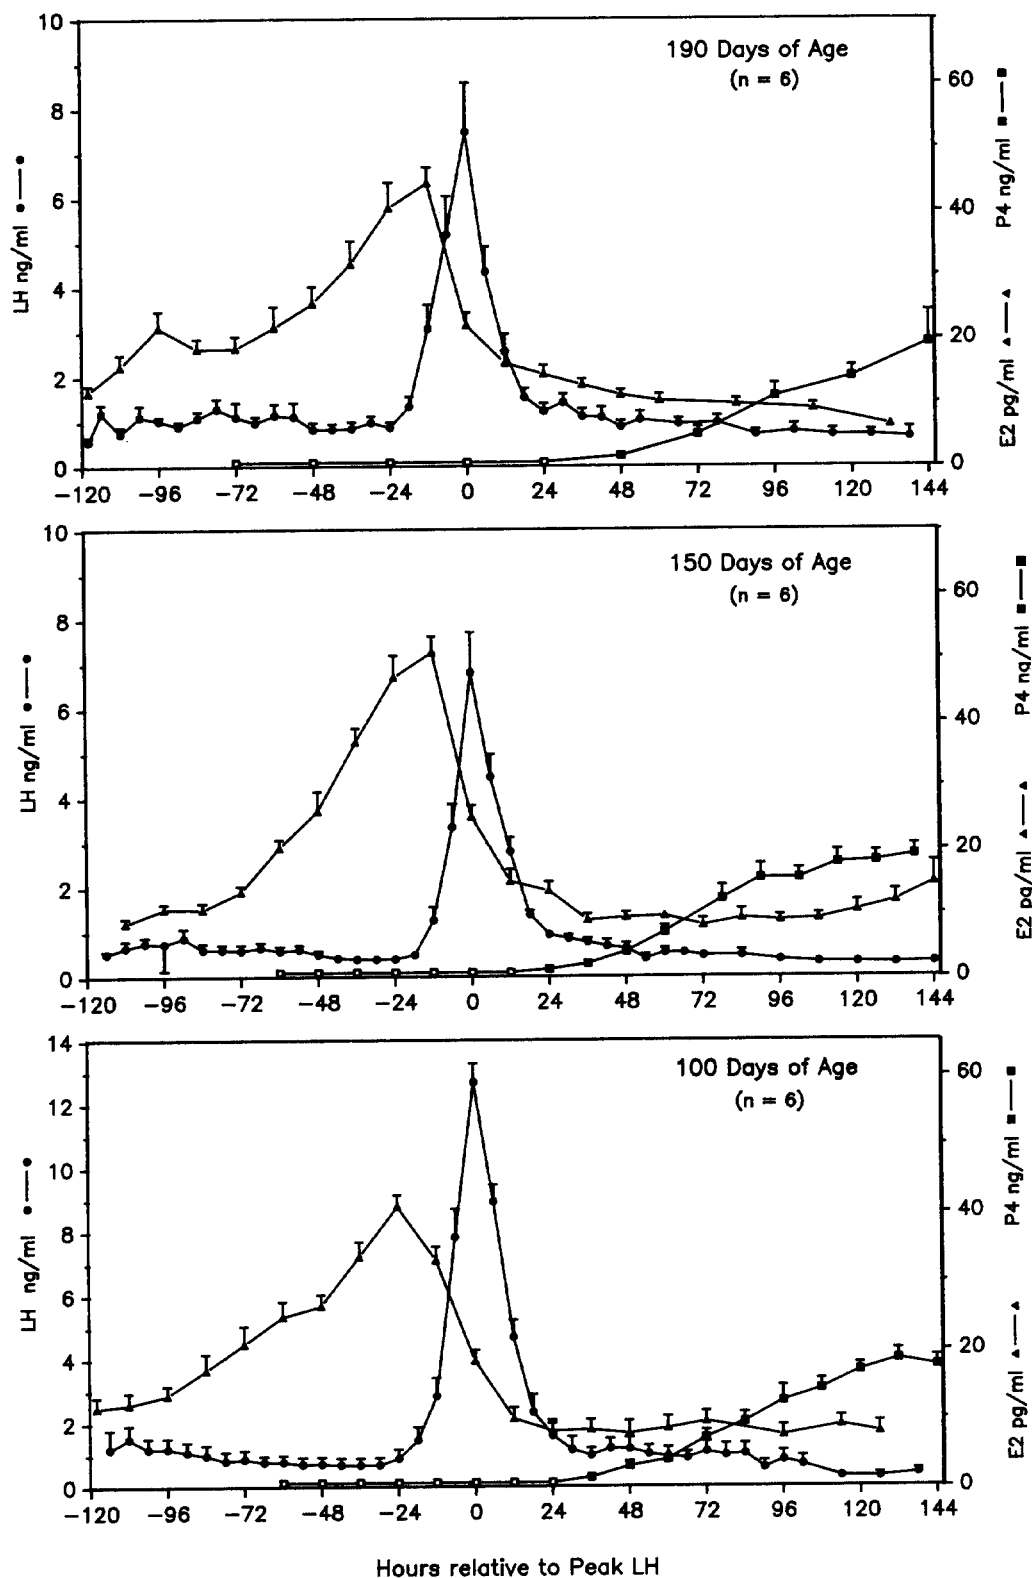 190 Days of Age
(n = 6)
10
8
6
4
2
0
LH ng/ml
60
40
20
0
P4 ng/ml
E2 pg/ml
−120 −96 −72 −48 −24 0 24 48 72 96 120 144
150 Days of Age
(n = 6)
10
8
6
4
2
0
LH ng/ml
60
40
20
0
P4 ng/ml
E2 pg/ml
−120 −96 −72 −48 −24 0 24 48 72 96 120 144
100 Days of Age
(n = 6)
14
12
10
8
6
4
2
0
LH ng/ml
60
40
20
0
P4 ng/ml
E2 pg/ml
−120 −96 −72 −48 −24 0 24 48 72 96 120 144
Hours relative to Peak LH